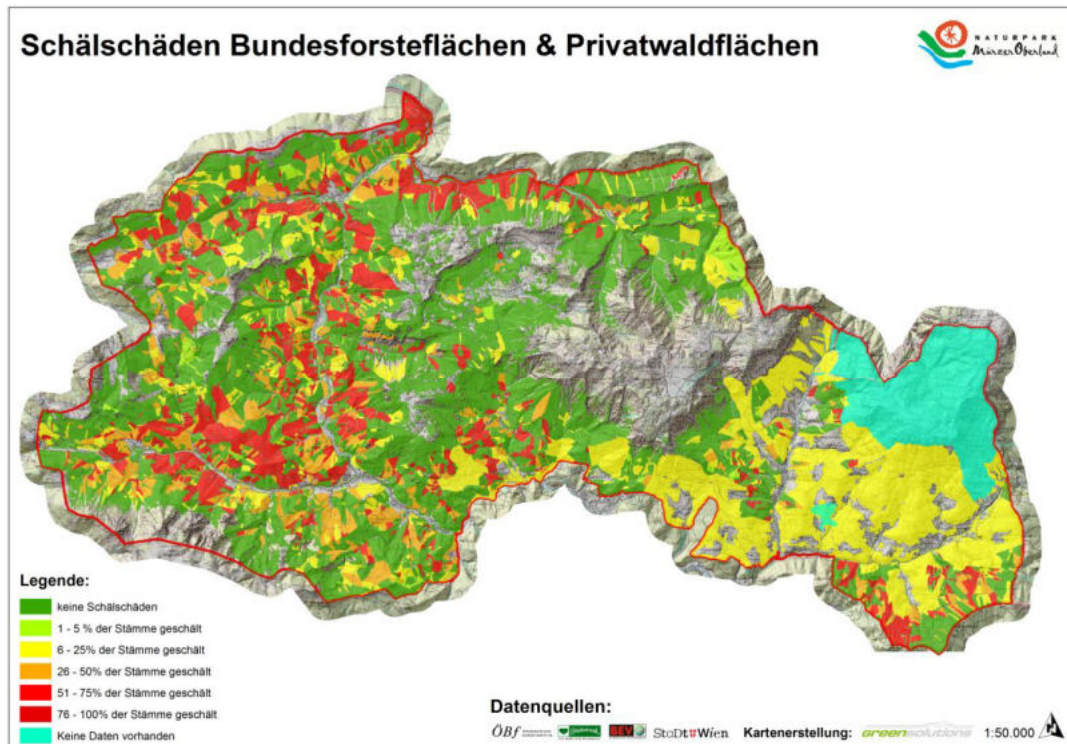 Schälschäden Bundesforsteflächen & Privatwaldflächen
NATURPARK
Mürzer Oberland
Legende:
keine Schälschäden
1 - 5 % der Stämme geschält
6 - 25% der Stämme geschält
26 - 50% der Stämme geschält
51 - 75% der Stämme geschält
76 - 100% der Stämme geschält
Keine Daten vorhanden
Datenquellen:
ÖBf
BEV
StaDt Wien
Kartenerstellung:
greensolutions
1:50.000